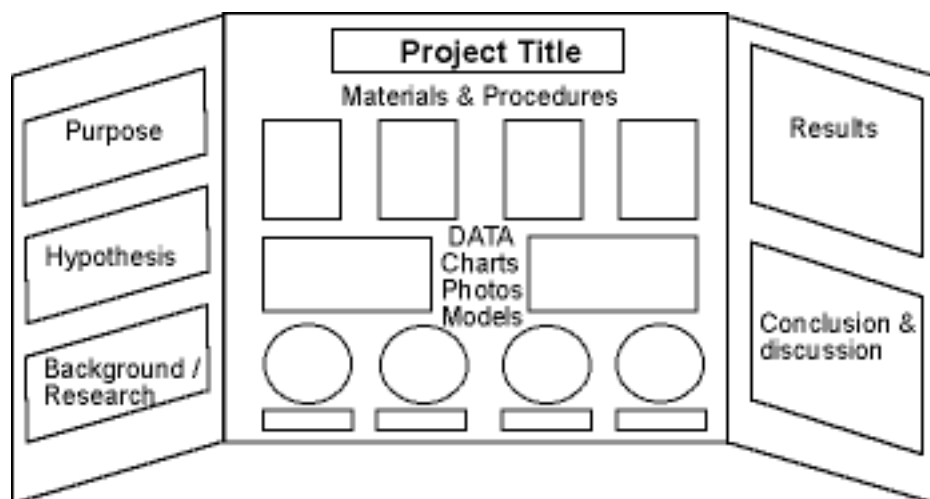 Project Title
Materials & Procedures
Purpose
Hypothesis
Background /
Research
DATA
Charts
Photos
Models
Results
Conclusion &
discussion